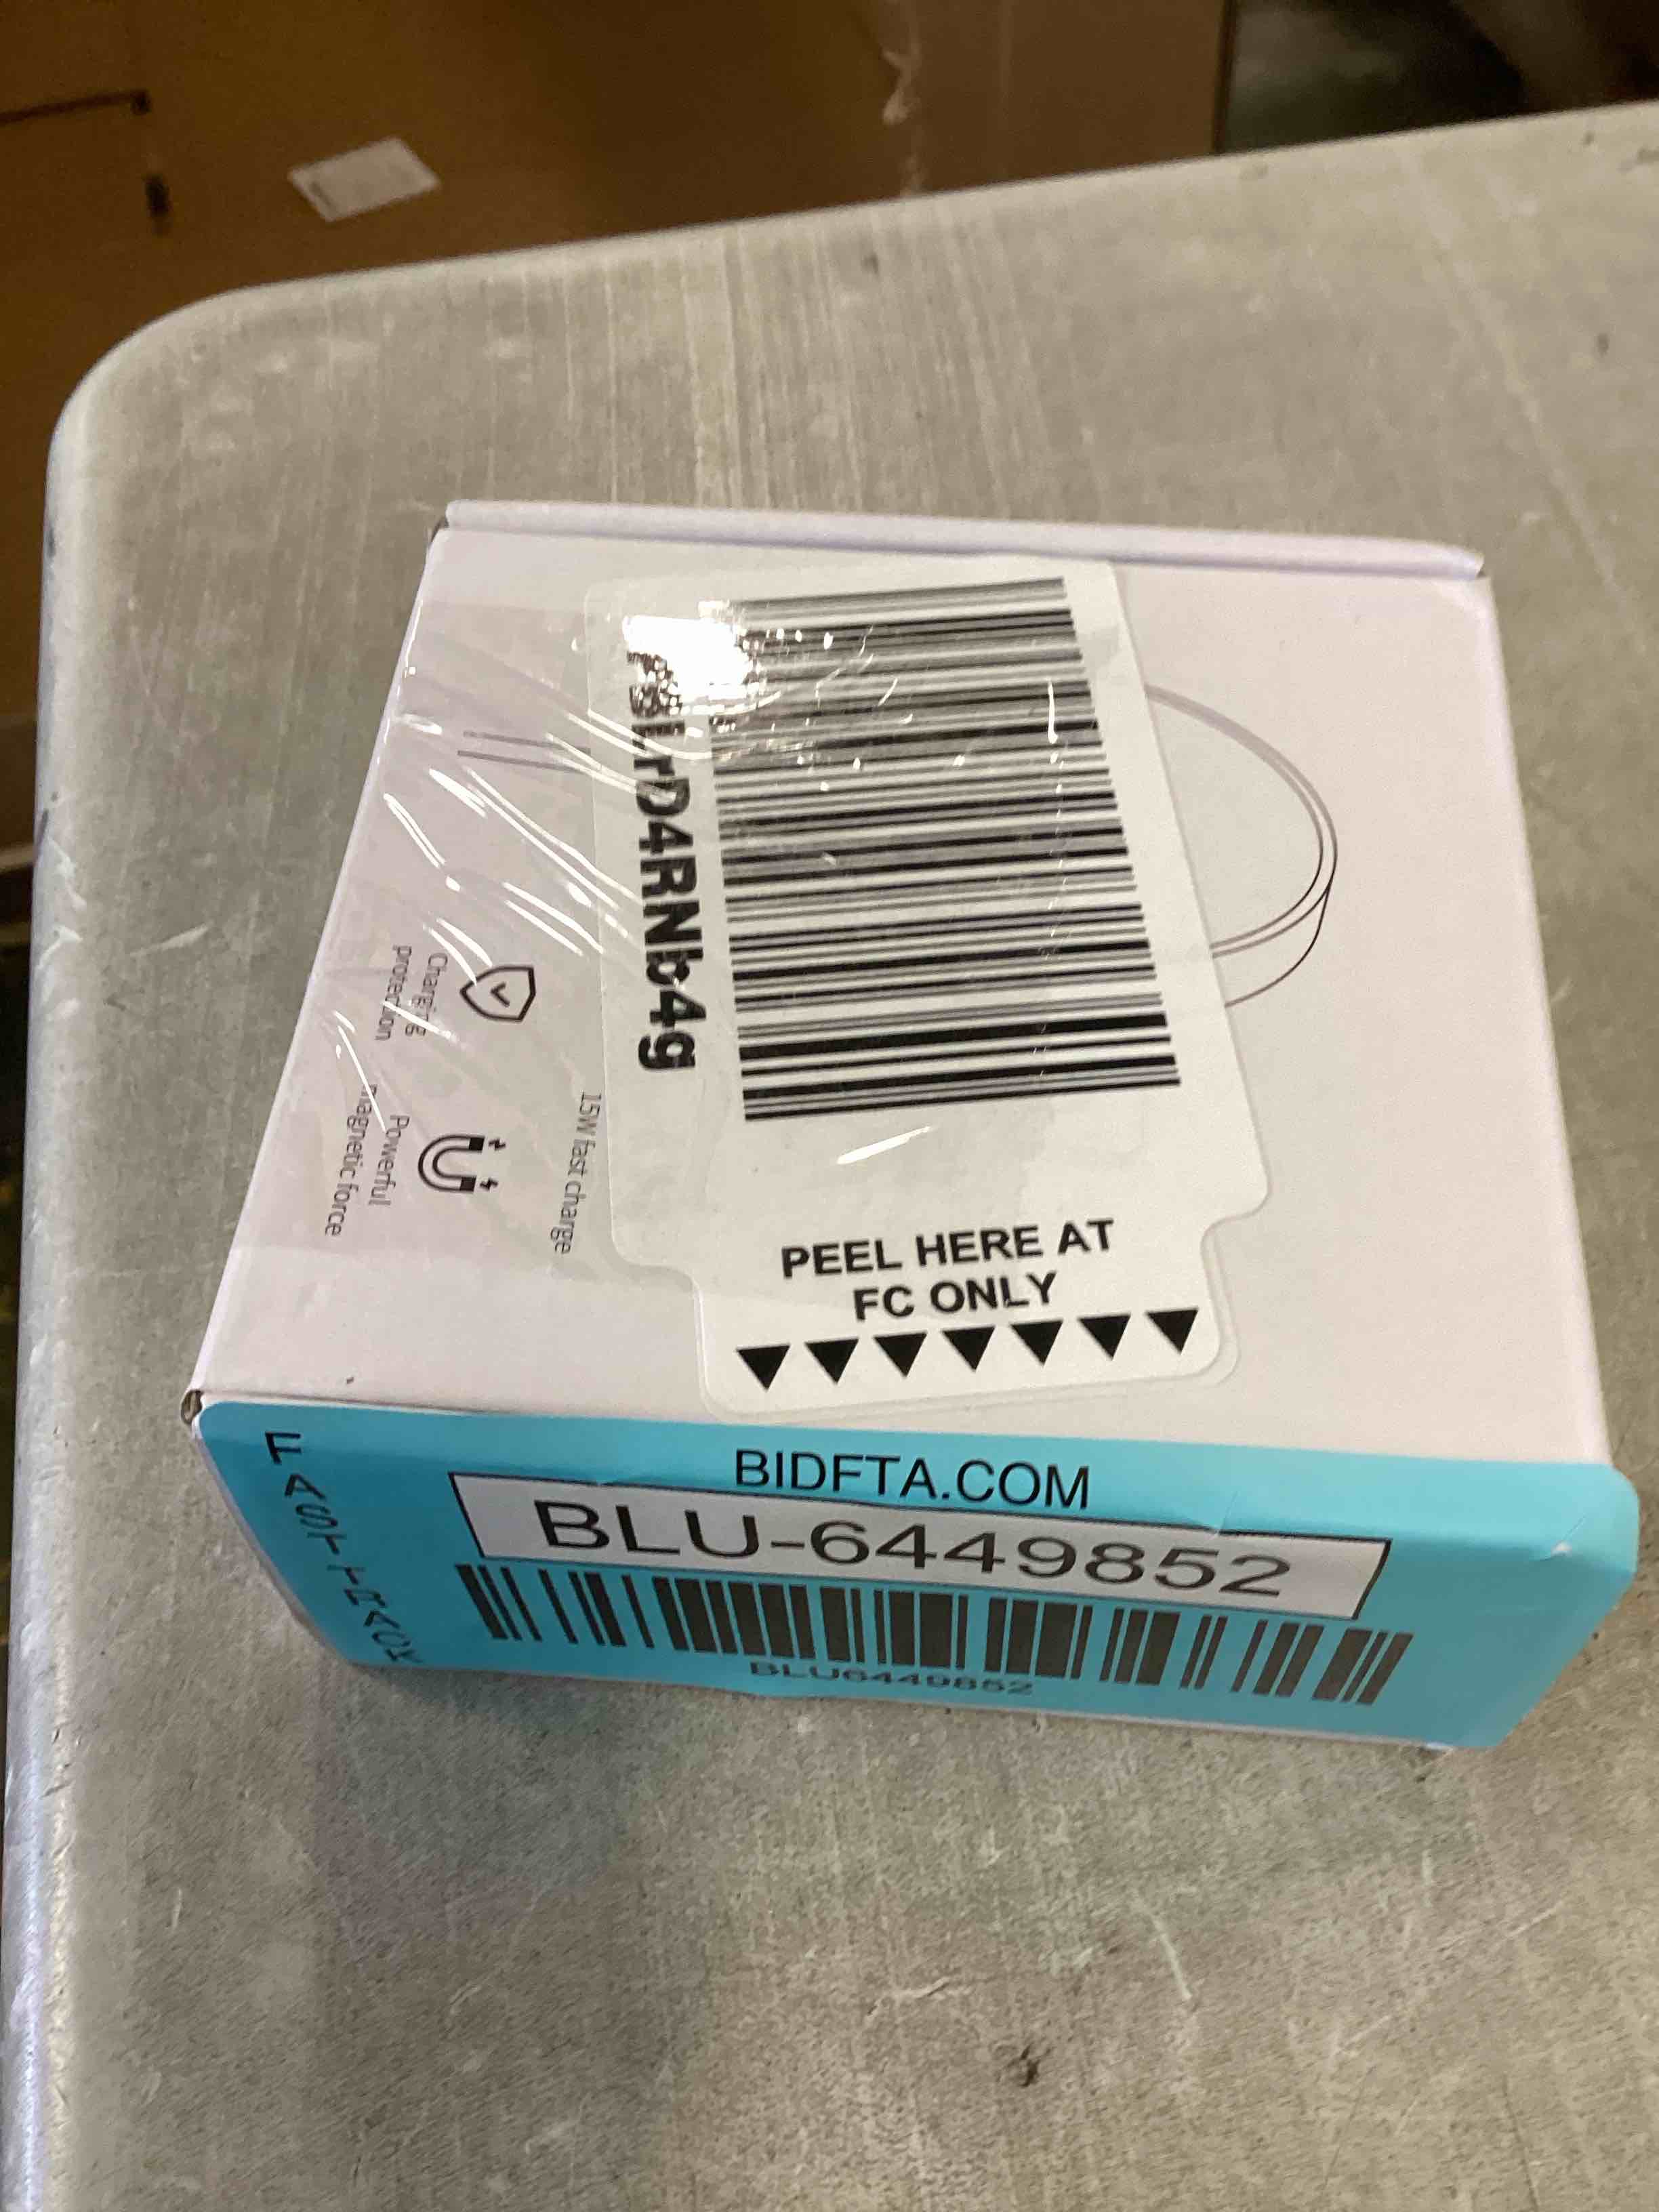 rD4RNb4g
PEEL HERE AT
FC ONLY
15W fast charge
Charging
protection
Powerful
magnetic force
BIDFTA.COM
BLU-6449852
BLU6449852
FAST TRACK